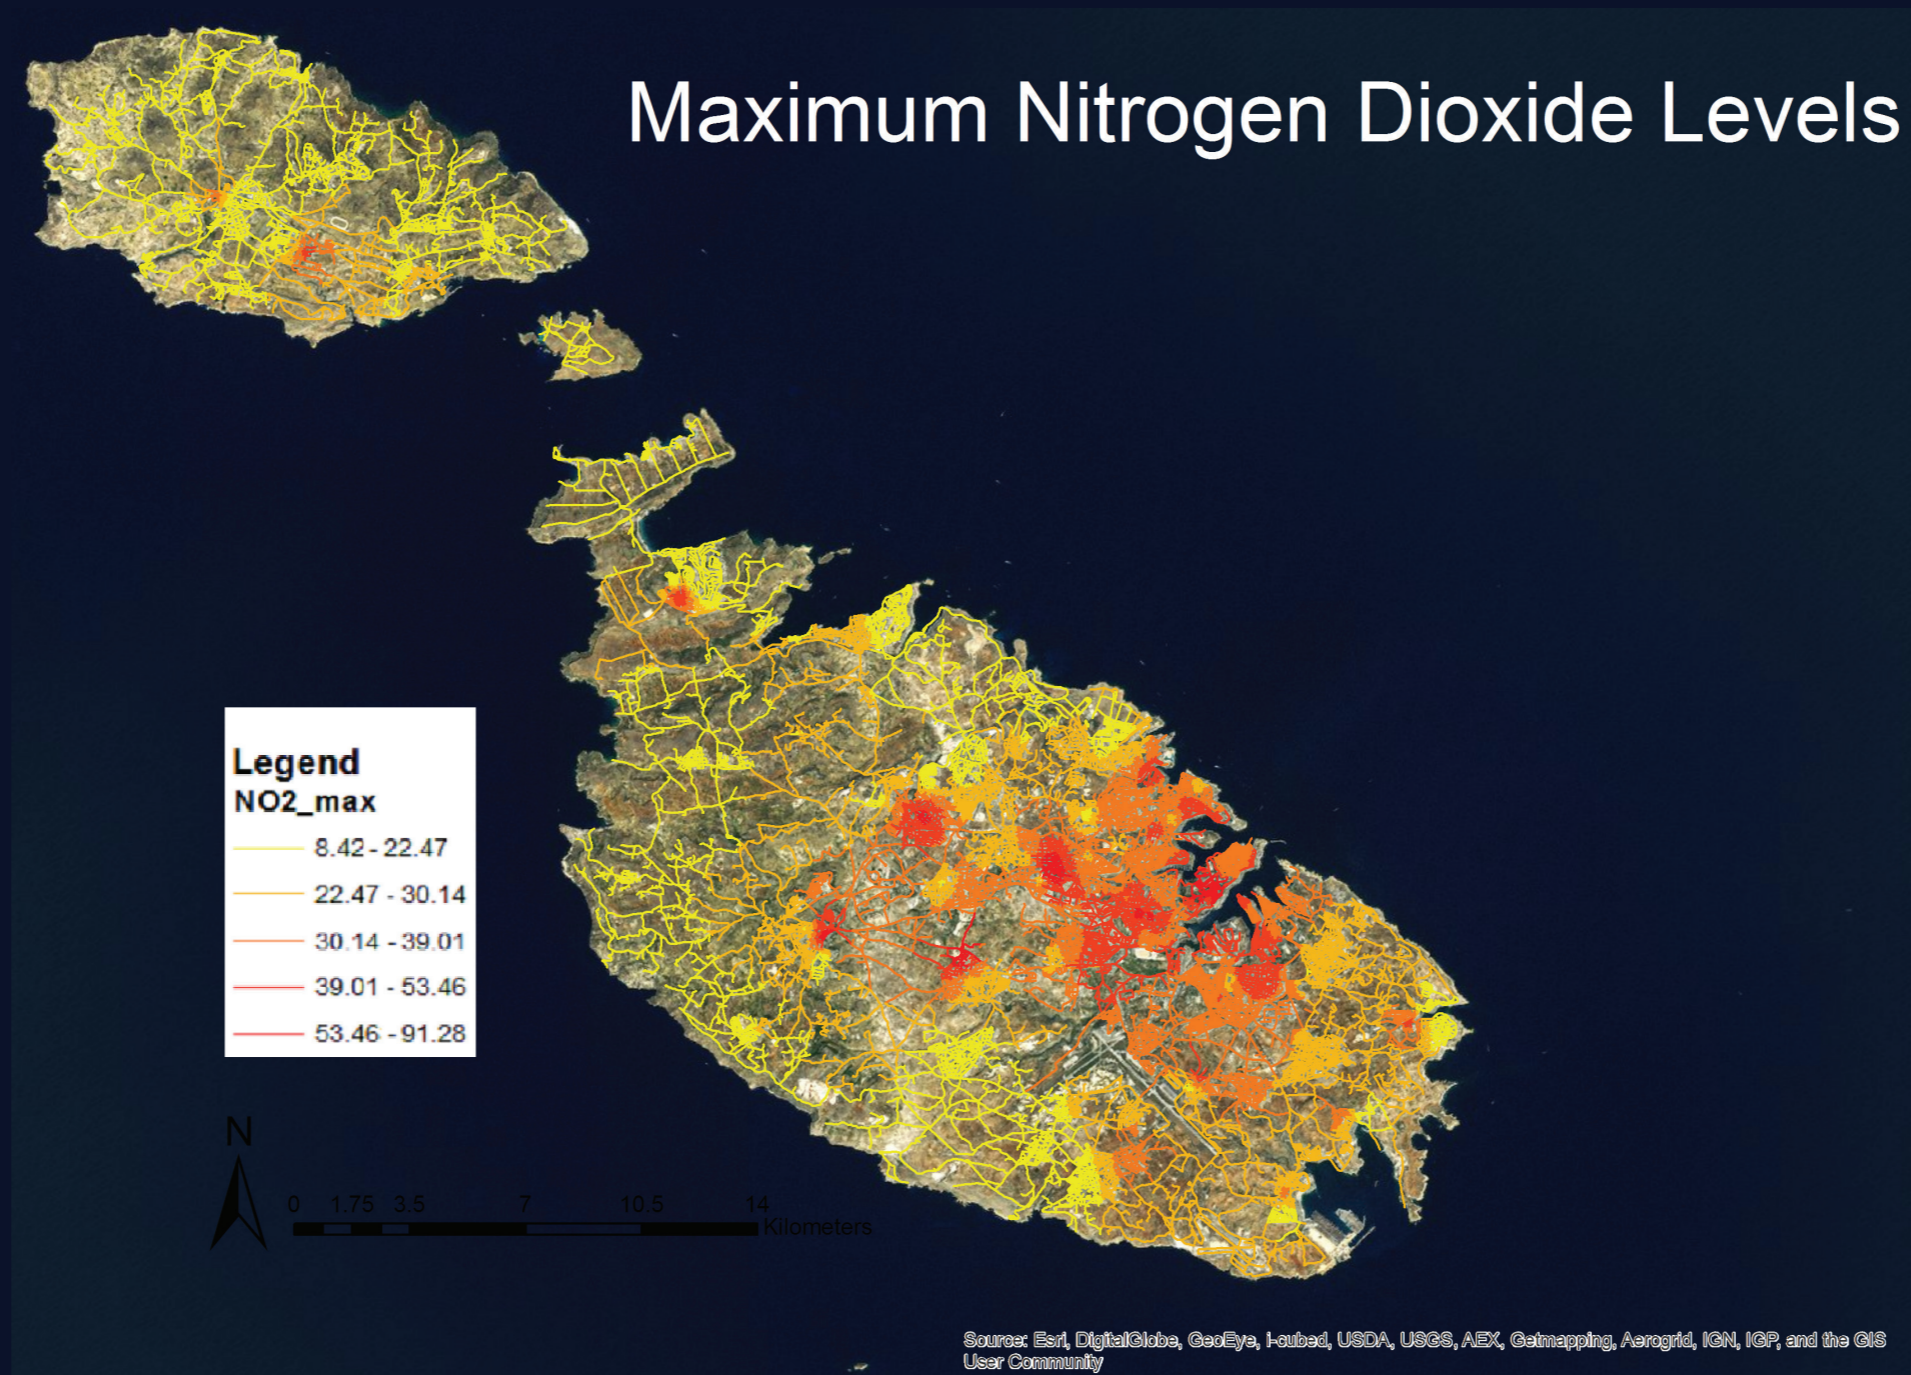 Maximum Nitrogen Dioxide Levels
Legend
NO2_max
8.42 - 22.47
22.47 - 30.14
30.14 - 39.01
39.01 - 53.46
53.46 - 91.28
N
0 1.75 3.5 7 10.5 14
Kilometers
Source: Esri, DigitalGlobe, GeoEye, i-cubed, USDA, USGS, AEX, Getmapping, Aerogrid, IGN, IGP, and the GIS
User Community